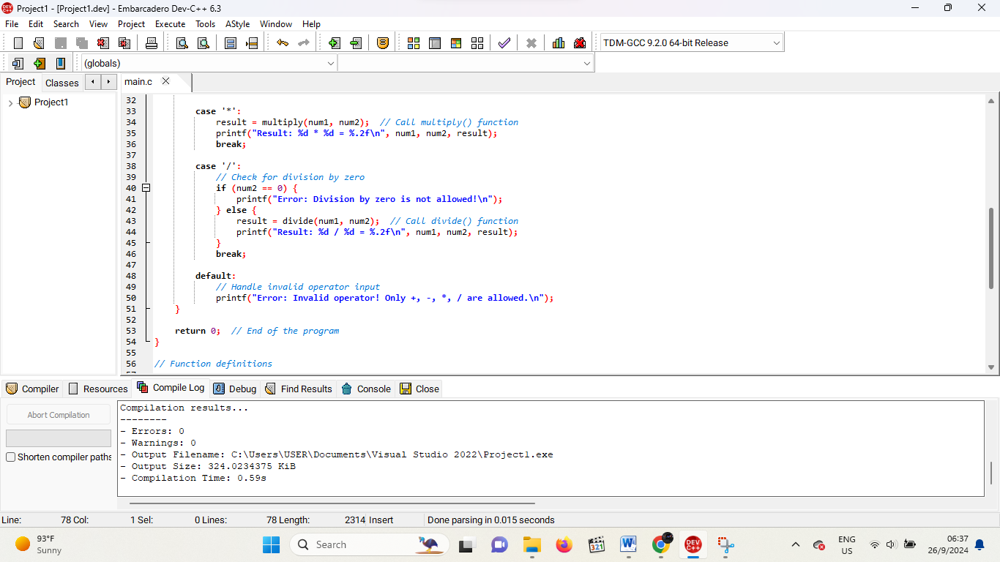 Project1 - [Project1.dev] - Embarcadero Dev-C++ 6.3
File Edit Search View Project Execute Tools AStyle Window Help
TDM-GCC 9.2.0 64-bit Release
(globals)
Project Classes main.c
Project1
32
33 case '*':
34 result = multiply(num1, num2); // Call multiply() function
35 printf("Result: %d * %d = %.2f\n", num1, num2, result);
36 break;
37
38 case '/':
39 // Check for division by zero
40 if (num2 == 0) {
41 printf("Error: Division by zero is not allowed!\n");
42 } else {
43 result = divide(num1, num2); // Call divide() function
44 printf("Result: %d / %d = %.2f\n", num1, num2, result);
45 }
46 break;
47
48 default:
49 // Handle invalid operator input
50 printf("Error: Invalid operator! Only +, -, *, / are allowed.\n");
51 }
52
53 return 0; // End of the program
54 }
55
56 // Function definitions
Compiler Resources Compile Log Debug Find Results Console Close
Abort Compilation
Shorten compiler paths
Compilation results...
--------
- Errors: 0
- Warnings: 0
- Output Filename: C:\Users\USER\Documents\Visual Studio 2022\Project1.exe
- Output Size: 324.0234375 KiB
- Compilation Time: 0.59s
Line: 78 Col: 1 Sel: 0 Lines: 78 Length: 2314 Insert Done parsing in 0.015 seconds
93°F
Sunny
Search
321
W
DEV
C++
ENG
US
06:37
26/9/2024